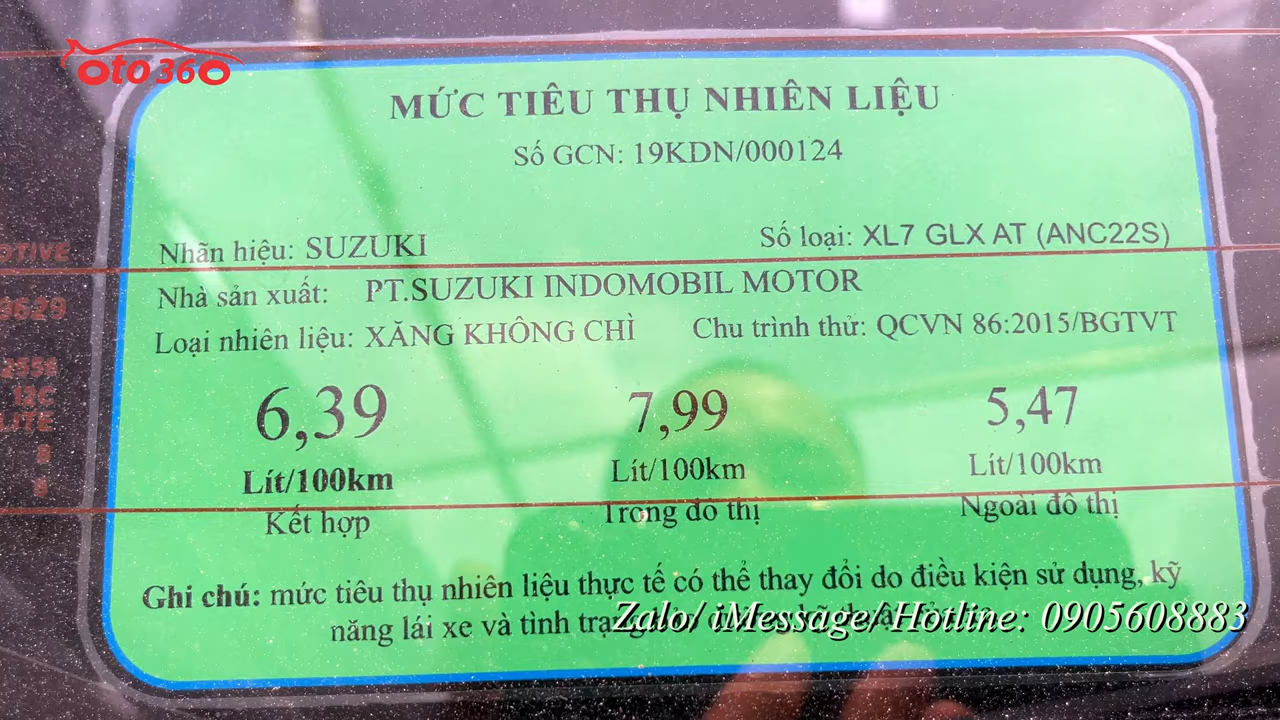 oto360
MỨC TIÊU THỤ NHIÊN LIỆU
Số GCN: 19KDN/000124
Nhãn hiệu: SUZUKI Số loại: XL7 GLX AT (ANC22S)
Nhà sản xuất: PT.SUZUKI INDOMOBIL MOTOR
Loại nhiên liệu: XĂNG KHÔNG CHÌ Chu trình thử: QCVN 86:2015/BGTVT
6,39 7,99 5,47
Lít/100km Lít/100km Lít/100km
Kết hợp Trong đô thị Ngoài đô thị
Ghi chú: mức tiêu thụ nhiên liệu thực tế có thể thay đổi do điều kiện sử dụng, kỹ
năng lái xe và tình trạng
Zalo/ iMessage/ Hotline: 0905608883